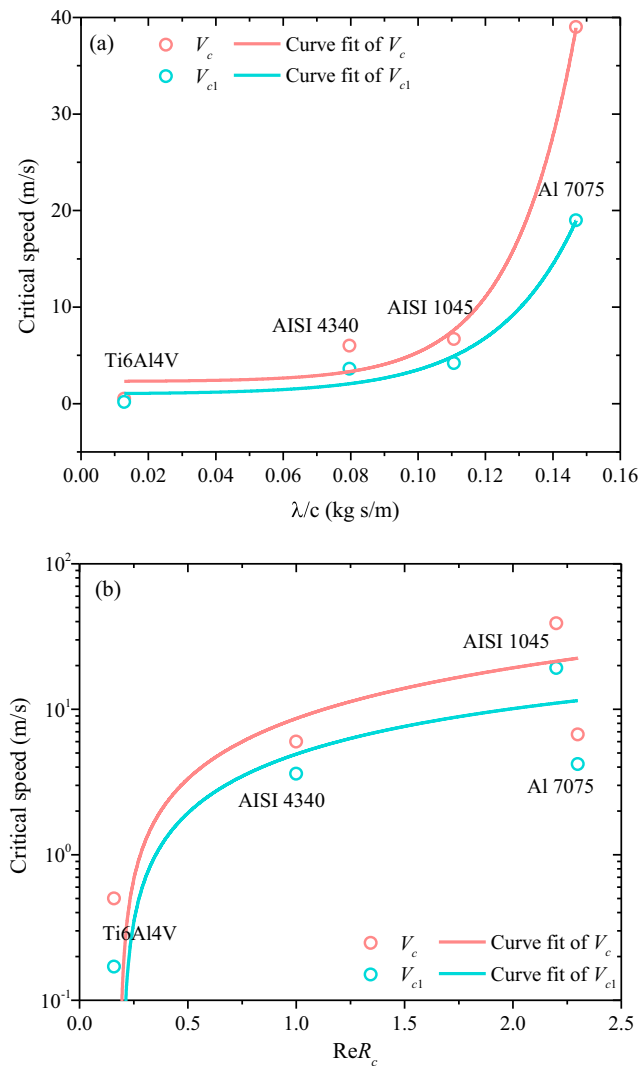 (a)
V_c Curve fit of V_c
V_c1 Curve fit of V_c1
Critical speed (m/s)
40
30
20
10
0
Al 7075
AISI 1045
AISI 4340
Ti6Al4V
0.00 0.02 0.04 0.06 0.08 0.10 0.12 0.14 0.16
λ/c (kg s/m)
(b)
Critical speed (m/s)
10^2
10^1
10^0
10^-1
AISI 1045
AISI 4340
Al 7075
Ti6Al4V
V_c Curve fit of V_c
V_c1 Curve fit of V_c1
0.0 0.5 1.0 1.5 2.0 2.5
ReR_c